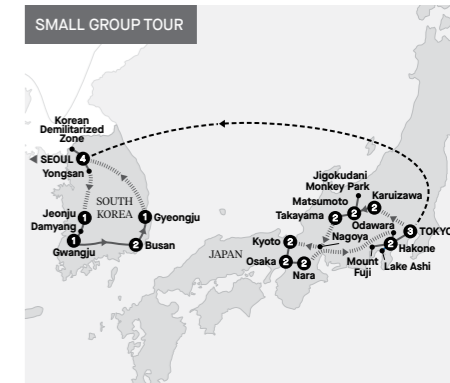 SMALL GROUP TOUR
Korean
Demilitarized
Zone
SEOUL
4
Yongsan
SOUTH
KOREA
Jeonju
1
Damyang
1
Gwangju
1
Gyeongju
2
Busan
JAPAN
Jigokudani
Monkey Park
Karuizawa
2
Matsumoto
2
Takayama
2
Odawara
Nagoya
3
TOKYO
2
Hakone
Kyoto
2
Osaka
2
2
Nara
Mount
Fuji
Lake Ashi